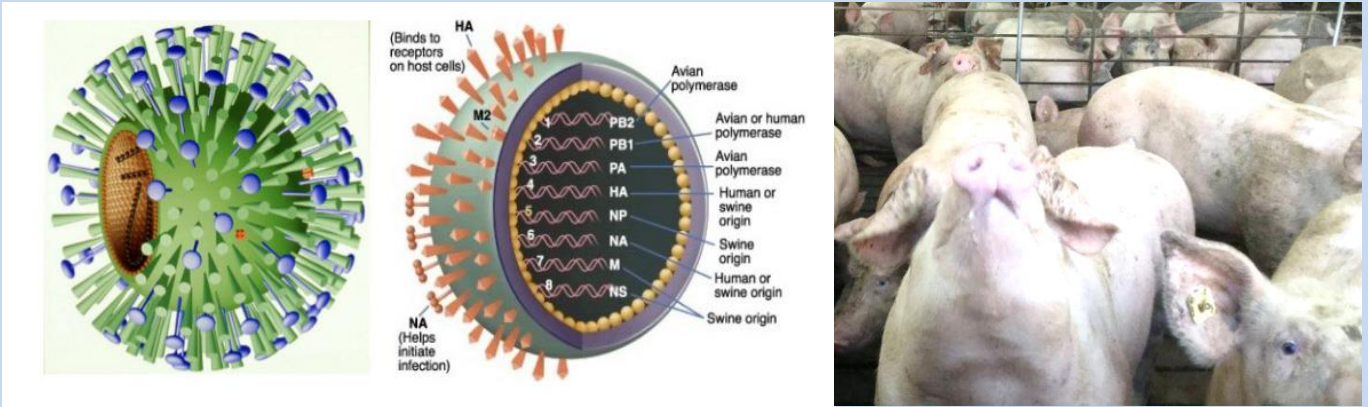 HA
(Binds to
receptors
on host cells)
M2
1
2
3
4
5
6
7
8
PB2
PB1
PA
HA
NP
NA
M
NS
Avian
polymerase
Avian or human
polymerase
Avian
polymerase
Human or
swine
origin
Swine
origin
Human or
swine origin
Swine origin
NA
(Helps
initiate
infection)